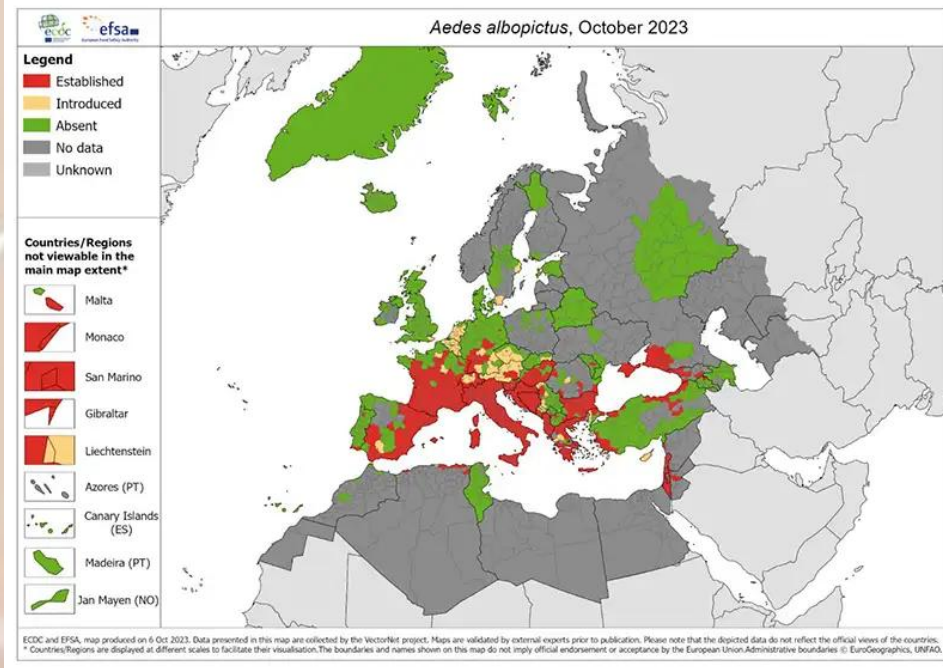 ecdc
efsa
European Food Safety Authority
Aedes albopictus, October 2023
Legend
Established
Introduced
Absent
No data
Unknown
Countries/Regions
not viewable in the
main map extent*
Malta
Monaco
San Marino
Gibraltar
Liechtenstein
Azores (PT)
Canary Islands
(ES)
Madeira (PT)
Jan Mayen (NO)
ECDC and EFSA, map produced on 6 Oct 2023. Data presented in this map are collected by the VectorNet project. Maps are validated by external experts prior to publication. Please note that the depicted data do not reflect the official views of the countries.
* Countries/Regions are displayed at different scales to facilitate their visualisation.The boundaries and names shown on this map do not imply official endorsement or acceptance by the European Union.Administrative boundaries © EuroGeographics, UNFAO.